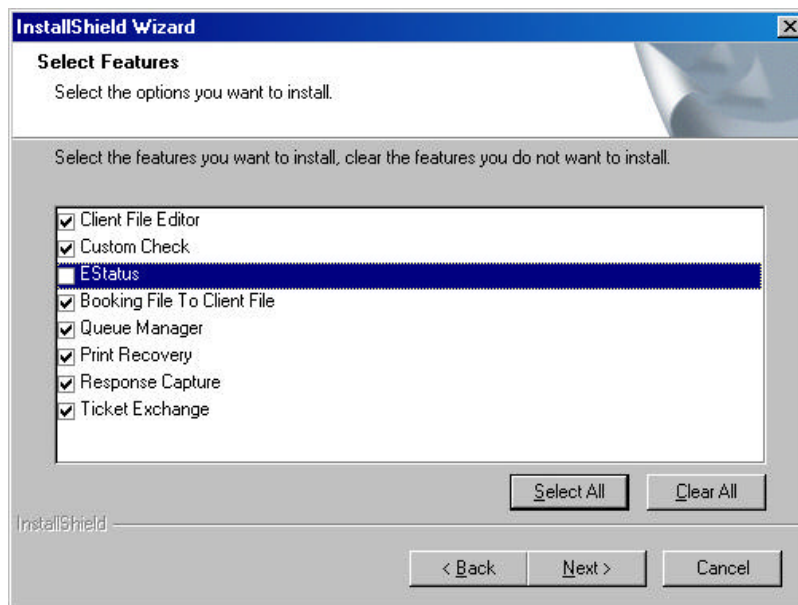 InstallShield Wizard
Select Features
Select the options you want to install.
Select the features you want to install, clear the features you do not want to install.
Client File Editor
Custom Check
EStatus
Booking File To Client File
Queue Manager
Print Recovery
Response Capture
Ticket Exchange
Select All
Clear All
InstallShield
< Back
Next >
Cancel